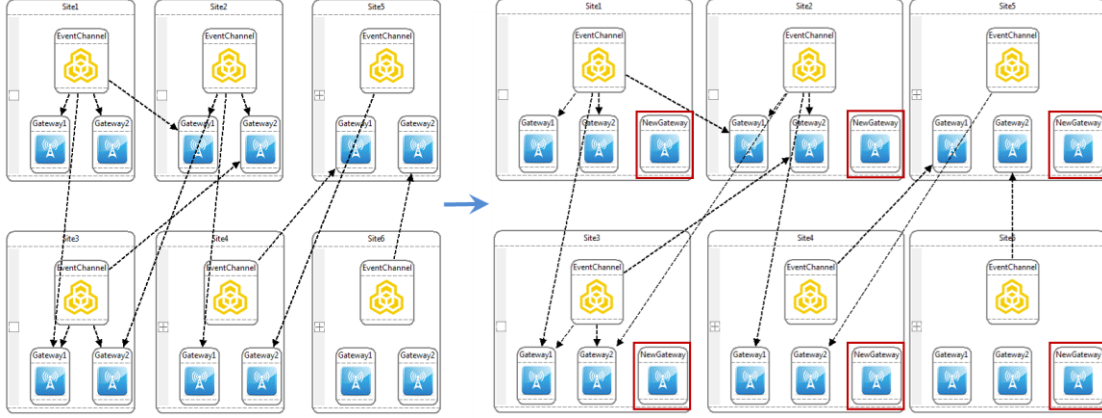 Site1 Site2 Site5 Site1 Site2 Site5
EventChannel EventChannel EventChannel EventChannel EventChannel EventChannel
Gateway1 Gateway2 Gateway1 Gateway2 Gateway1 Gateway2 Gateway1 Gateway2 NewGateway Gateway1 Gateway2 NewGateway Gateway1 Gateway2 NewGateway
Site3 Site4 Site6 Site3 Site4 Site6
EventChannel EventChannel EventChannel EventChannel EventChannel EventChannel
Gateway1 Gateway2 Gateway1 Gateway2 Gateway1 Gateway2 Gateway1 Gateway2 NewGateway Gateway1 Gateway2 NewGateway Gateway1 Gateway2 NewGateway